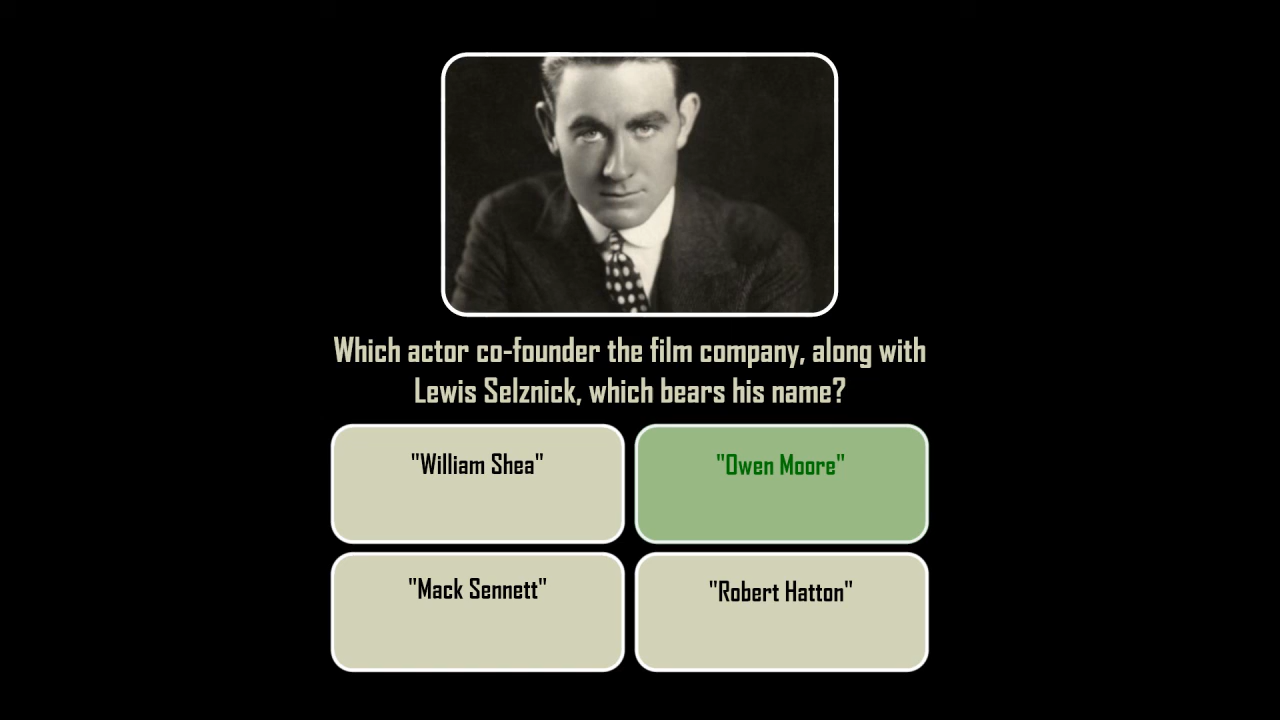 Which actor co-founder the film company, along with
Lewis Selznick, which bears his name?
"William Shea"
"Owen Moore"
"Mack Sennett"
"Robert Hatton"